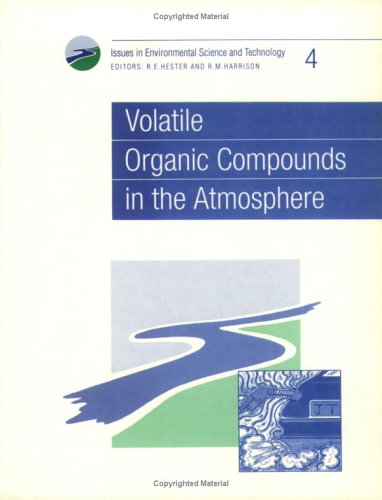 Copyrighted Material
Issues in Environmental Science and Technology
EDITORS: R.E.HESTER AND R.M.HARRISON
4
Volatile
Organic Compounds
in the Atmosphere
Copyrighted Material